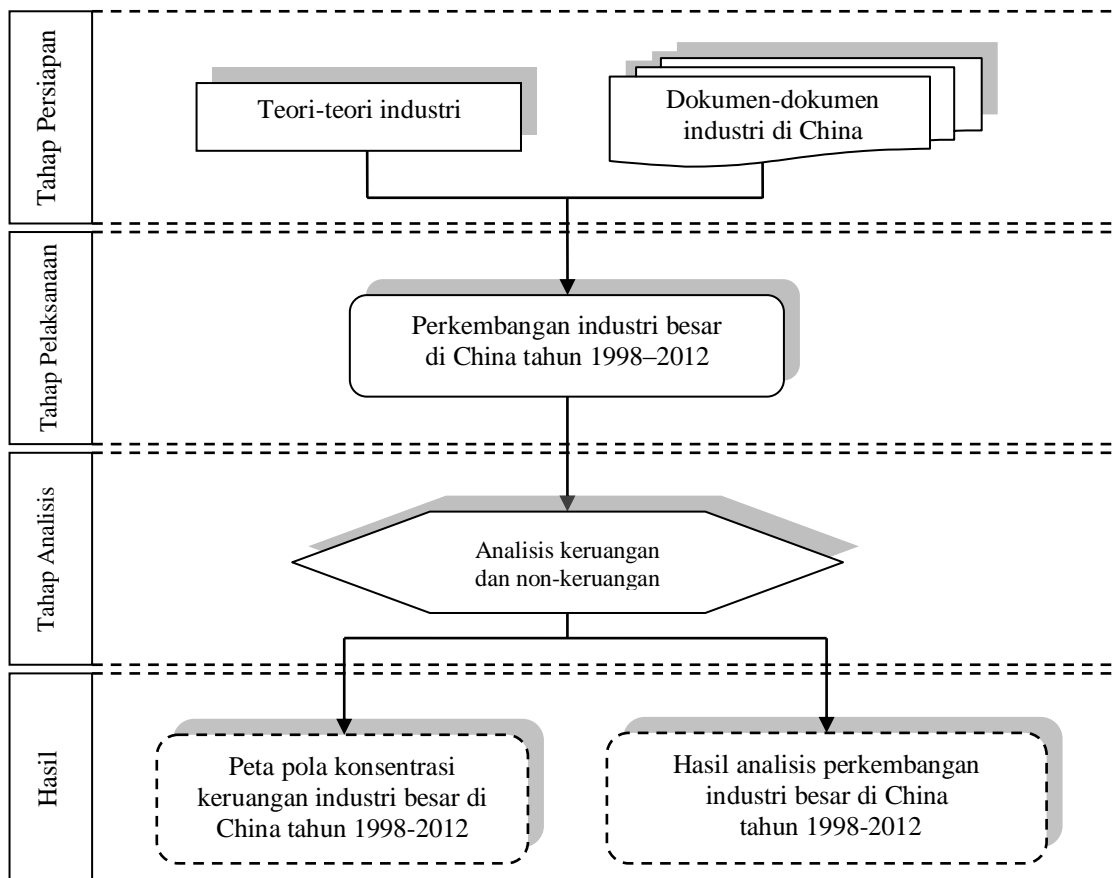 Tahap Persiapan
Teori-teori industri
Dokumen-dokumen
industri di China
Tahap Pelaksanaan
Perkembangan industri besar
di China tahun 1998–2012
Tahap Analisis
Analisis keruangan
dan non-keruangan
Hasil
Peta pola konsentrasi
keruangan industri besar di
China tahun 1998-2012
Hasil analisis perkembangan
industri besar di China
tahun 1998-2012